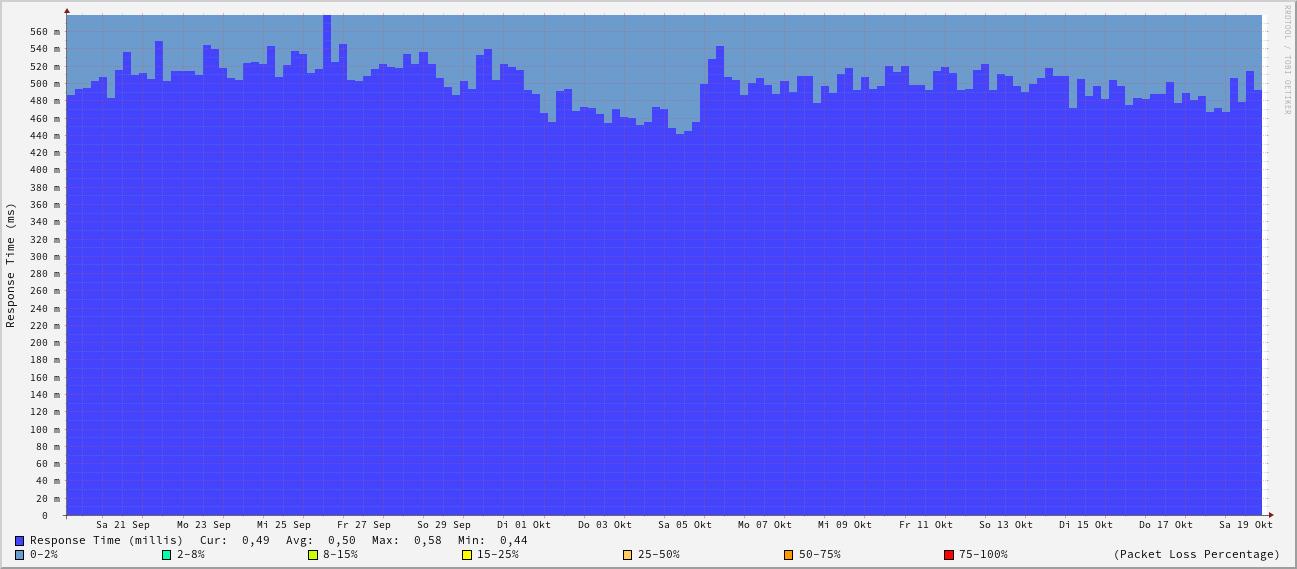 RRDTOOL / TOBI OETIKER
Response Time (ms)
560 m
540 m
520 m
500 m
480 m
460 m
440 m
420 m
400 m
380 m
360 m
340 m
320 m
300 m
280 m
260 m
240 m
220 m
200 m
180 m
160 m
140 m
120 m
100 m
80 m
60 m
40 m
20 m
0
Sa 21 Sep Mo 23 Sep Mi 25 Sep Fr 27 Sep So 29 Sep Di 01 Okt Do 03 Okt Sa 05 Okt Mo 07 Okt Mi 09 Okt Fr 11 Okt So 13 Okt Di 15 Okt Do 17 Okt Sa 19 Okt
Response Time (millis) Cur: 0,49 Avg: 0,50 Max: 0,58 Min: 0,44
0-2% 2-8% 8-15% 15-25% 25-50% 50-75% 75-100% (Packet Loss Percentage)